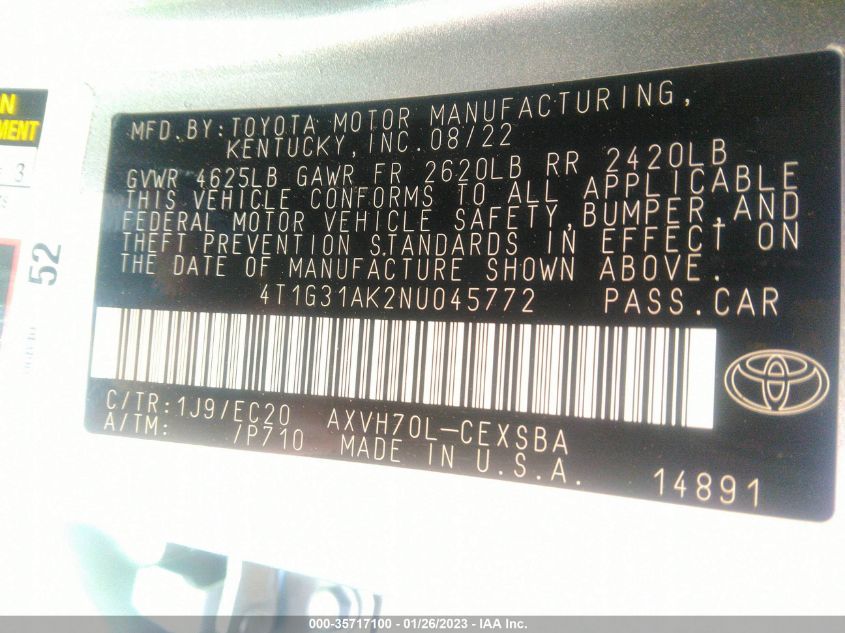 MFD.BY:TOYOTA MOTOR MANUFACTURING,
KENTUCKY, INC.08/22
GVWR 4625LB GAWR FR 2620LB RR 2420LB
THIS VEHICLE CONFORMS TO ALL APPLICABLE
FEDERAL MOTOR VEHICLE SAFETY,BUMPER,AND
THEFT PREVENTION STANDARDS IN EFFECT ON
THE DATE OF MANUFACTURE SHOWN ABOVE.
4T1G31AK2NU045772 PASS.CAR
C/TR:1J9/EC20 AXVH70L-CEXSBA
A/TM: /P710 MADE IN U.S.A.
14891
3
52
000-35717100 - 01/26/2023 - IAA Inc.